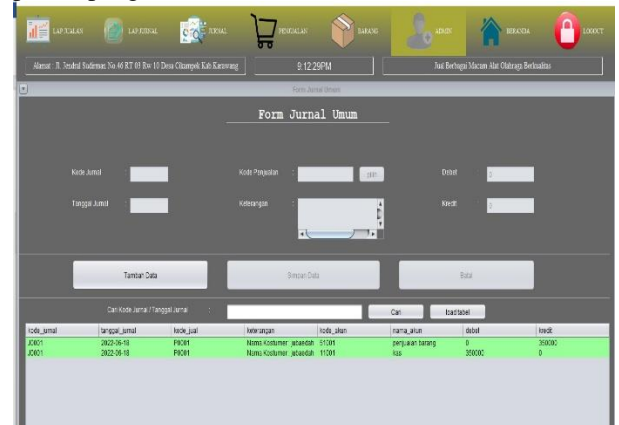 LAP. JUALAN LAP. JURNAL JURNAL PENJUALAN BARANG ADMIN BERANDA LOGOUT
Alamat : Jl. Jendral Sudirman No 46 RT 03 Rw 10 Desa Cikampek Kab Karawang 9:12:29PM Jual Berbagai Macam Alat Olahraga Berkualitas
Form Jurnal Umum
Form Jurnal Umum
Kode Jurnal : Kode Penjualan : pilih Debet : 0
Tanggal Jurnal : Keterangan : Kredit : 0
Tambah Data Simpan Data Batal
Cari Kode Jurnal / Tanggal Jurnal : Cari load tabel
kode_jurnal tanggal_jurnal kode_jual keterangan kode_akun nama_akun debet kredit
J0001 2022-06-18 PJ0001 Nama Kostumer : jubaedah 51001 penjualan barang 0 350000
J0001 2022-06-18 PJ0001 Nama Kostumer : jubaedah 11001 kas 350000 0